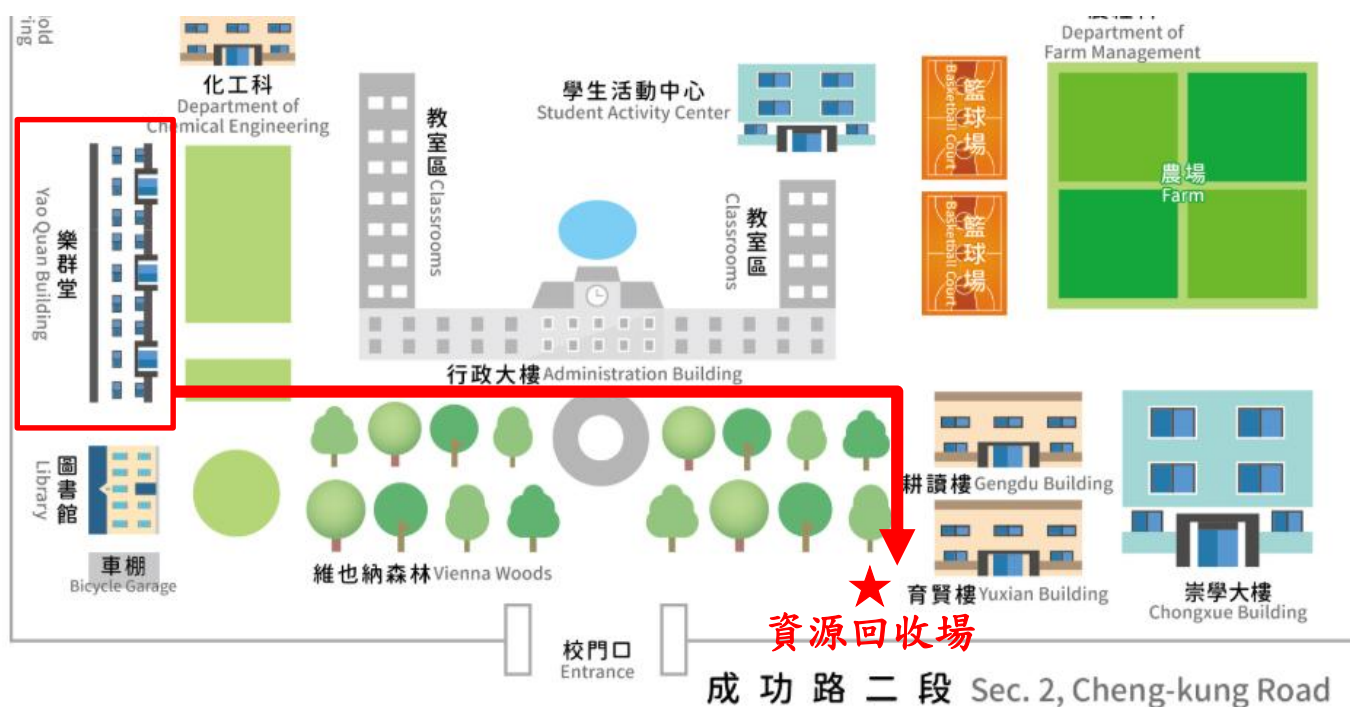 old
ing
化工科
Department of
Chemical Engineering
教室區
Classrooms
學生活動中心
Student Activity Center
籃球場
Basketball Court
Department of
Farm Management
農場
Farm
樂群堂
Yao Quan Building
教室區
Classrooms
籃球場
Basketball Court
行政大樓 Administration Building
圖書館
Library
車棚
Bicycle Garage
維也納森林 Vienna Woods
耕讀樓 Gengdu Building
育賢樓 Yuxian Building
崇學大樓
Chongxue Building
資源回收場
校門口
Entrance
成功路二段 Sec. 2, Cheng-kung Road